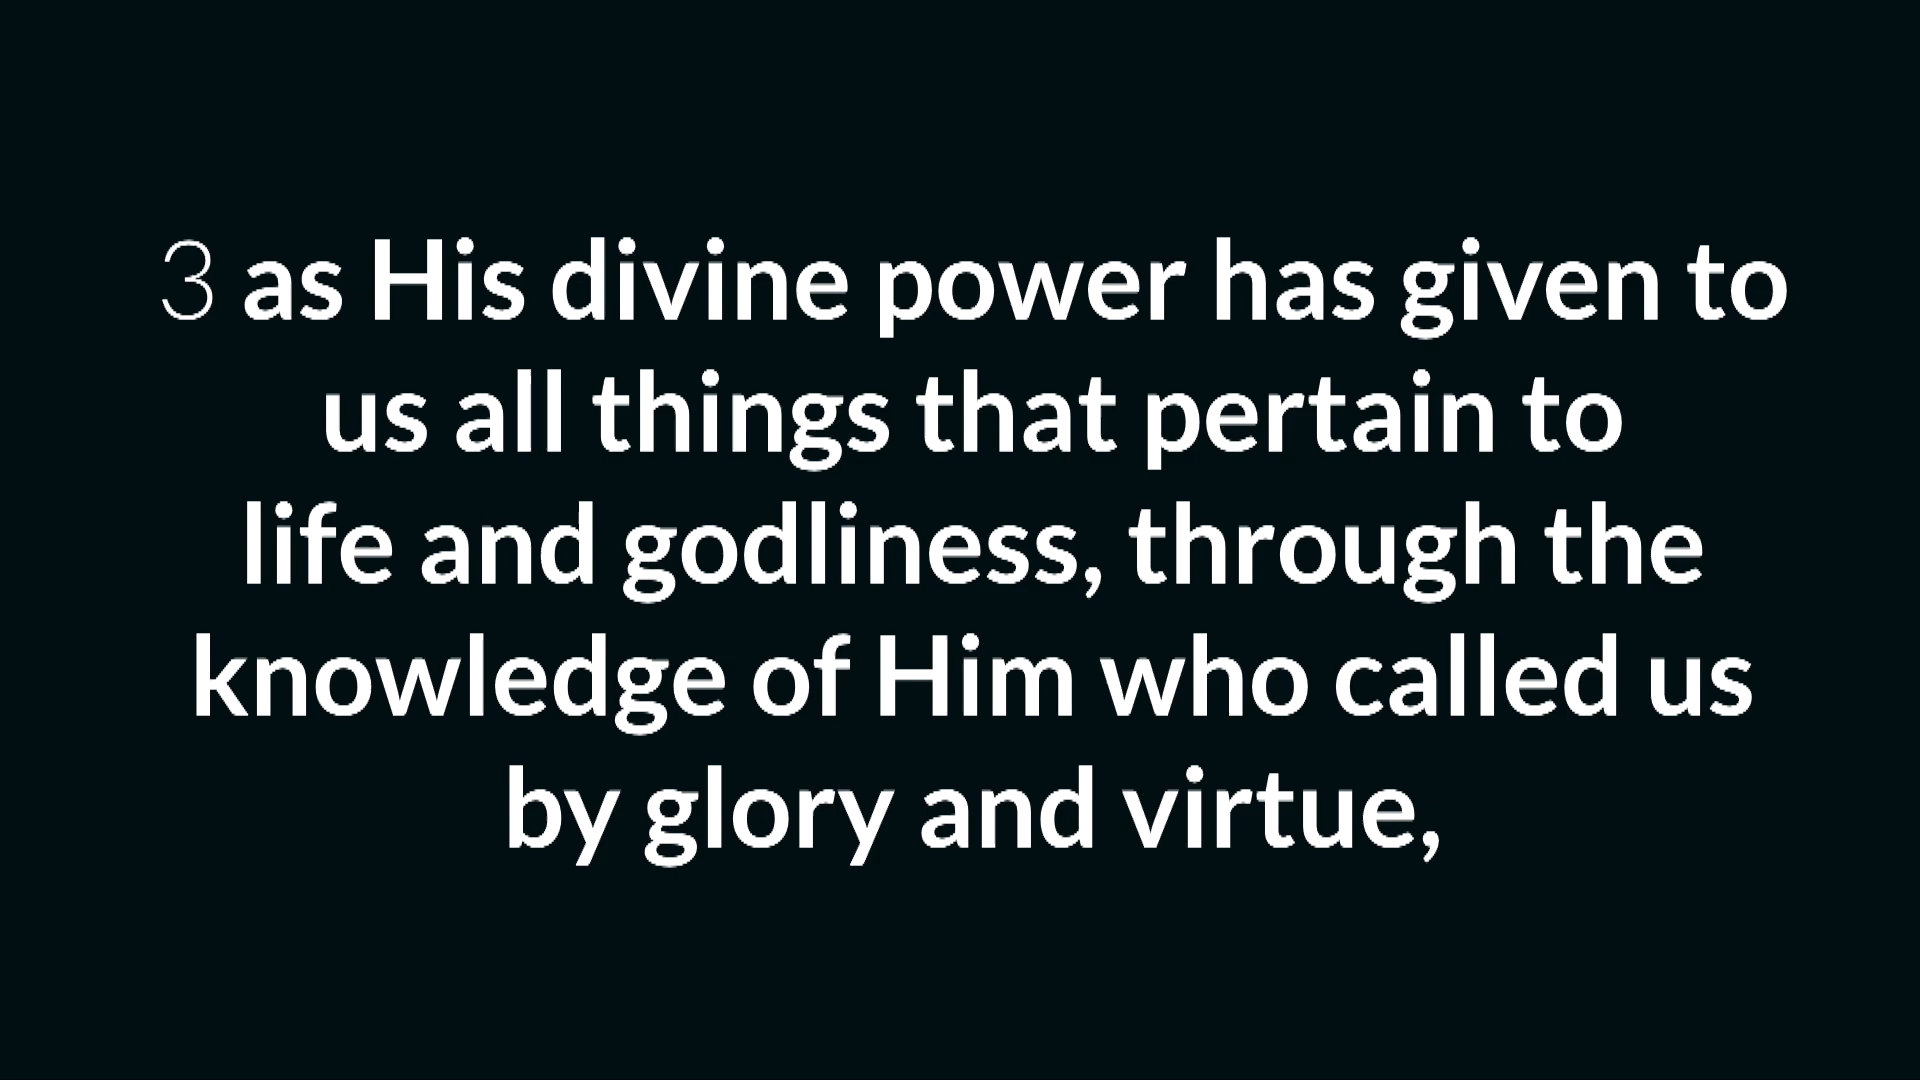 3 as His divine power has given to
us all things that pertain to
life and godliness, through the
knowledge of Him who called us
by glory and virtue,